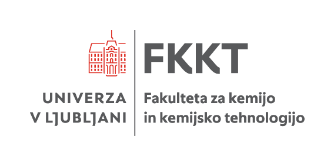 FKKT
UNIVERZA
V LJUBLJANI
Fakulteta za kemijo
in kemijsko tehnologijo